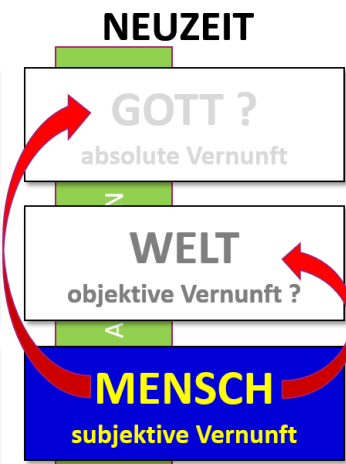 NEUZEIT
GOTT ?
absolute Vernunft
WELT
objektive Vernunft ?
MENSCH
subjektive Vernunft